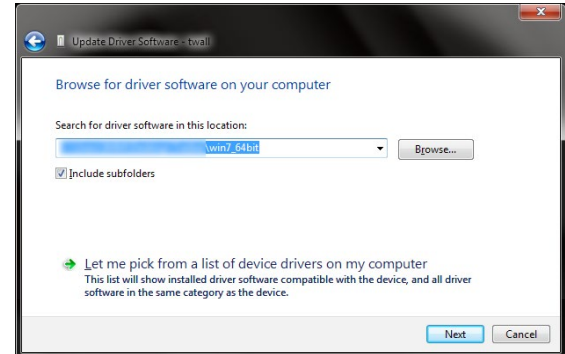 Update Driver Software - twall
Browse for driver software on your computer
Search for driver software in this location:
\win7_64bit
Browse...
Include subfolders
Let me pick from a list of device drivers on my computer
This list will show installed driver software compatible with the device, and all driver
software in the same category as the device.
Next Cancel